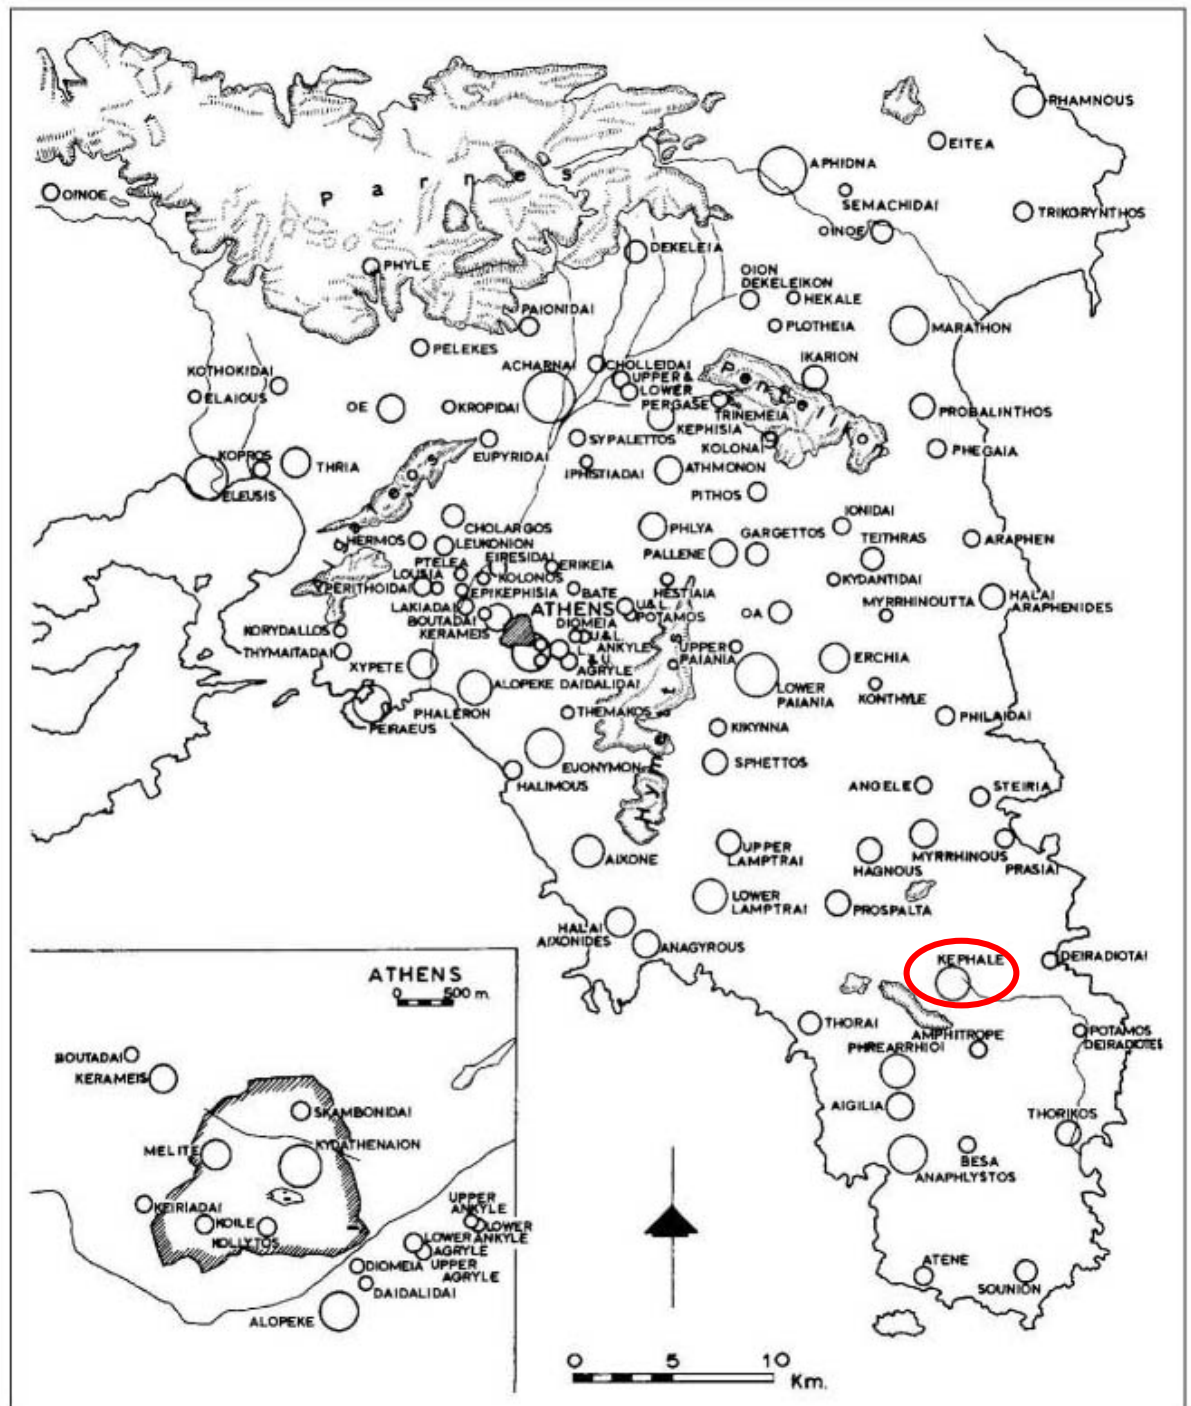 RHAMNOUS
EITEA
APHIDNA
OINOE
SEMACHIDAI
TRIKORYNTHOS
OINOE
Parnes
DEKELEIA
PHYLE
OION
DEKELEIKON
HEKALE
PAIONIDAI
PLOTHEIA
MARATHON
PELEKES
IKARION
ACHARNAI
CHOLLEIDAI
KOTHOKIDAI
UPPER &
LOWER
PERGASE
ELAIOUS
OE
KROPIDAI
TRINEMEIA
PROBALINTHOS
KEPHISIA
SYPALETTOS
KOLONAI
PHEGAIA
EUPYRIDAI
KOPROS
THRIA
IPHISTIADAI
ATHMONON
ELEUSIS
PITHOS
IONIDAI
CHOLARGOS
PHLYA
GARGETTOS
TEITHRAS
ARAPHEN
HERMOS
LEUKONION
PALLENE
EIRESIDAI
PTELEA
ERIKEIA
LOUSIA
KOLONOS
KYDANTIDAI
PERITHOIDAI
EPIKEPHISIA
BATE
HESTIAIA
HALAI
ARAPHENIDES
LAKIADAI
ATHENS
U&L.
POTAMOS
OA
MYRRHINOUTTA
BOUTADAI
DIOMEIA
KERAMEIS
U&L.
ANKYLE
KORYDALLOS
THYMAITADAI
L. & U.
AGRYLE
UPPER
PAIANIA
ERCHIA
XYPETE
ALOPEKE
DAIDALIDAI
LOWER
PAIANIA
KONTHYLE
PHALERON
THEMAKOS
PHILAIDAI
PEIRAEUS
KIKYNNA
EUONYMON
SPHETTOS
HALIMOUS
ANGELE
STEIRIA
AIXONE
UPPER
LAMPTRAI
MYRRHINOUS
HAGNOUS
PRASIAI
LOWER
LAMPTRAI
PROSPALTA
HALAI
AIXONIDES
ANAGYROUS
KEPHALE
DEIRADIOTAI
THORAI
AMPHITROPE
POTAMOS
DEIRADIOTES
PHREARRHIOI
AIGILIA
THORIKOS
BESA
ANAPHLYSTOS
ATENE
SOUNION
ATHENS
0 500 m.
BOUTADAI
KERAMEIS
SKAMBONIDAI
KYDATHENAION
MELITE
KEIRIADAI
KOILE
KOLLYTOS
UPPER
ANKYLE
LOWER
ANKYLE
LOWER
AGRYLE
UPPER
AGRYLE
DIOMEIA
DAIDALIDAI
ALOPEKE
0 5 10
Km.